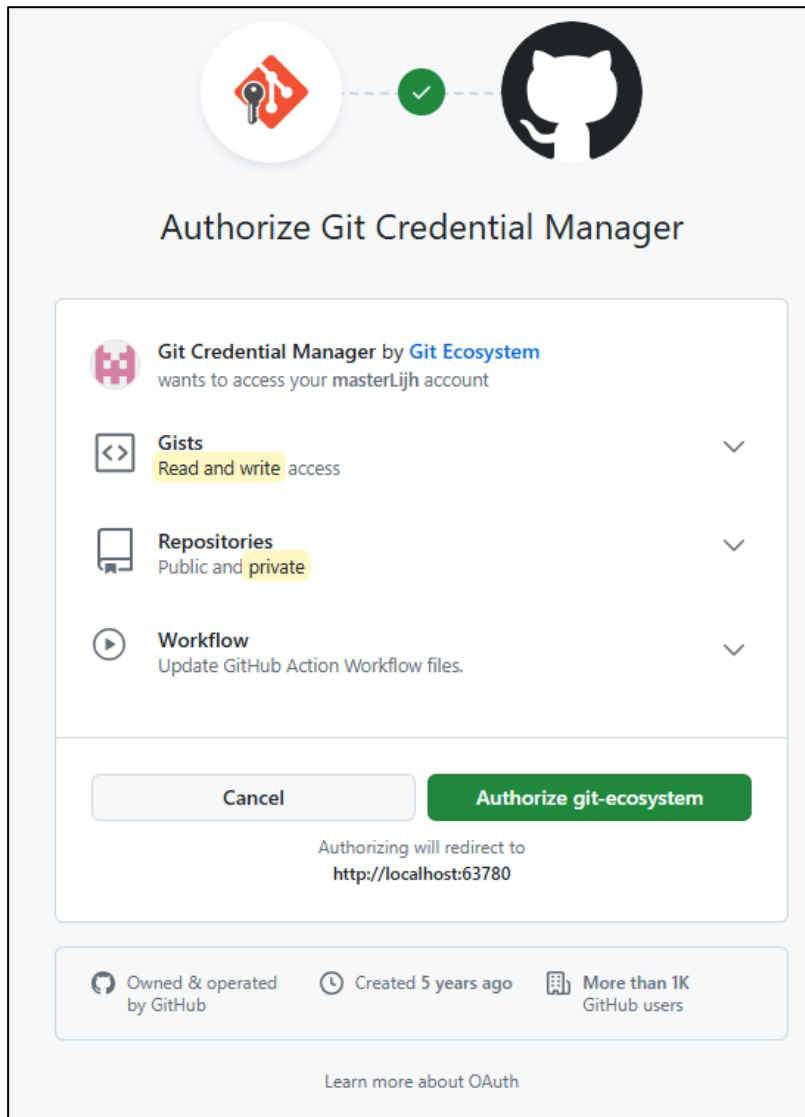 Authorize Git Credential Manager
Git Credential Manager by Git Ecosystem
wants to access your masterLijh account
Gists
Read and write access
Repositories
Public and private
Workflow
Update GitHub Action Workflow files.
Cancel
Authorize git-ecosystem
Authorizing will redirect to
http://localhost:63780
Owned & operated
by GitHub
Created 5 years ago
More than 1K
GitHub users
Learn more about OAuth